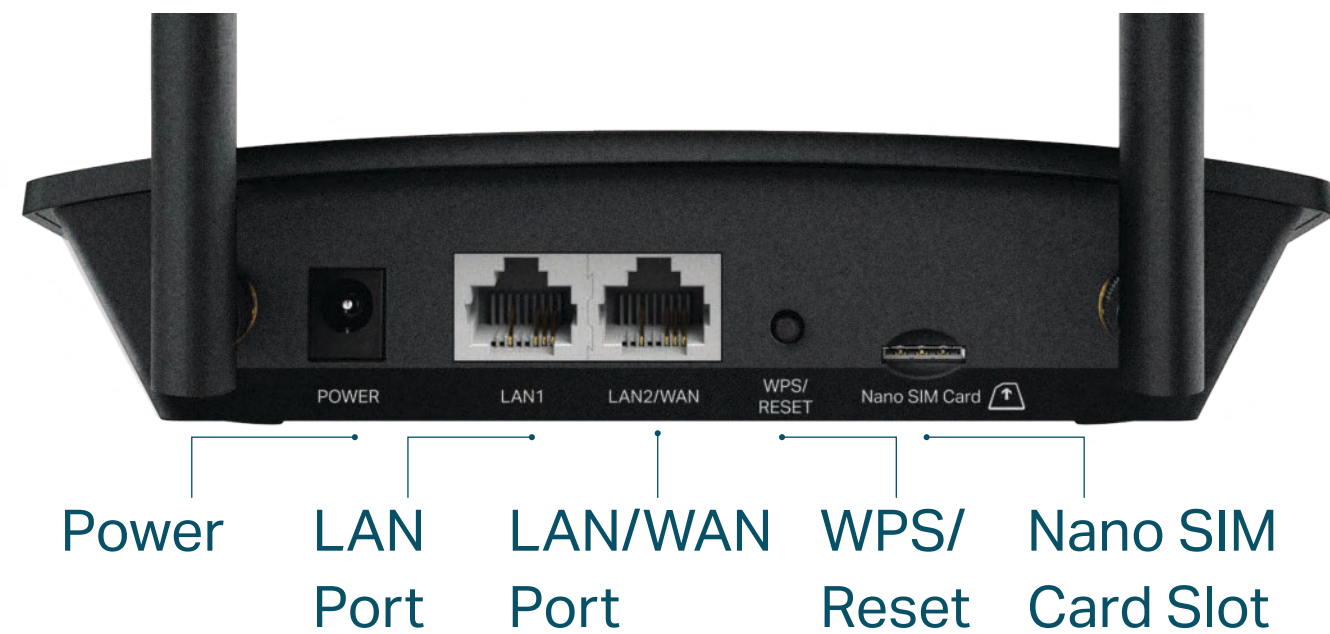 POWER
LAN1
LAN2/WAN
WPS/
RESET
Nano SIM Card
Power
LAN
Port
LAN/WAN
Port
WPS/
Reset
Nano SIM
Card Slot